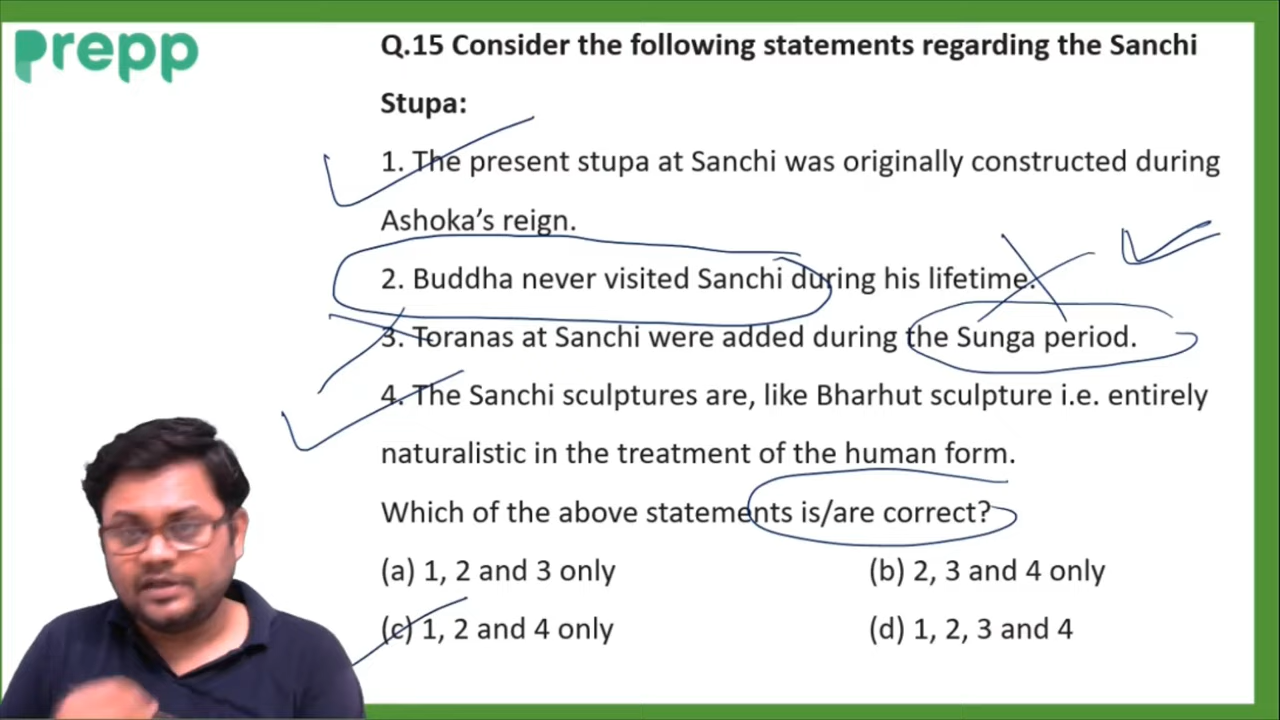 prepp
Q.15 Consider the following statements regarding the Sanchi
Stupa:
1. The present stupa at Sanchi was originally constructed during
Ashoka’s reign.
2. Buddha never visited Sanchi during his lifetime.
3. Toranas at Sanchi were added during the Sunga period.
4. The Sanchi sculptures are, like Bharhut sculpture i.e. entirely
naturalistic in the treatment of the human form.
Which of the above statements is/are correct?
(a) 1, 2 and 3 only (b) 2, 3 and 4 only
(c) 1, 2 and 4 only (d) 1, 2, 3 and 4